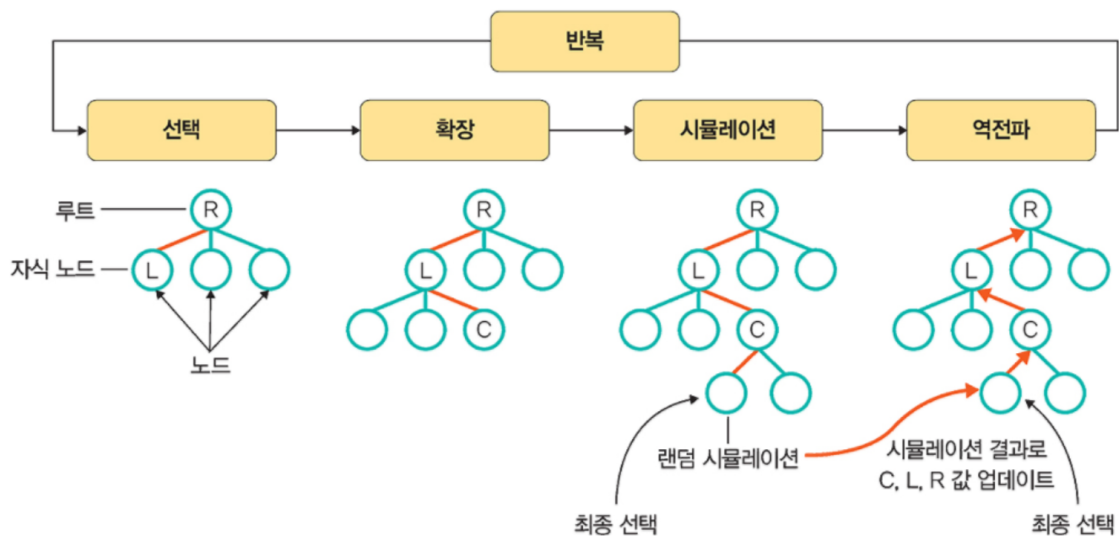 반복
선택
확장
시뮬레이션
역전파
루트
R
R
R
R
자식 노드
L
L
L
L
노드
C
C
C
랜덤 시뮬레이션
시뮬레이션 결과로
C, L, R 값 업데이트
최종 선택
최종 선택